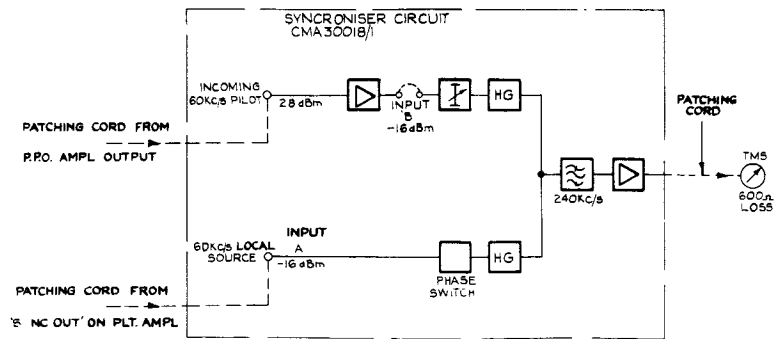 SYNCRONISER CIRCUIT
CMA30018/1
INCOMING
60KC/S PILOT
28 dBm
INPUT
B
-16 dBm
HG
PATCHING CORD FROM
P.P.O. AMPL OUTPUT
PATCHING
CORD
TMS
600Ω
LOSS
240KC/S
60KC/S LOCAL
SOURCE
INPUT
A
-16 dBm
PHASE
SWITCH
HG
PATCHING CORD FROM
NC OUT' ON PLT. AMPL